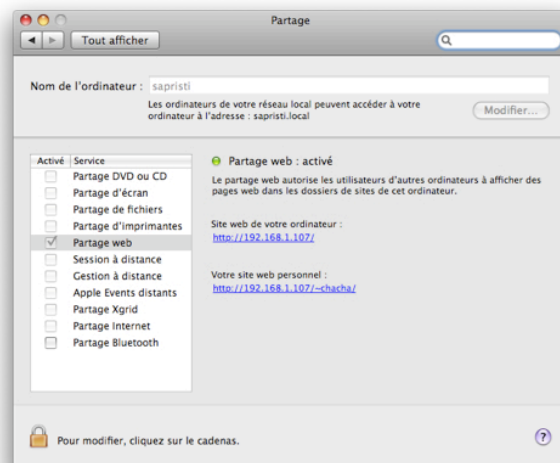 Partage
Tout afficher
Nom de l'ordinateur : sapristi
Les ordinateurs de votre réseau local peuvent accéder à votre
ordinateur à l'adresse : sapristi.local
Modifier...
Activé Service
Partage DVD ou CD
Partage d'écran
Partage de fichiers
Partage d'imprimantes
Partage web
Session à distance
Gestion à distance
Apple Events distants
Partage Xgrid
Partage Internet
Partage Bluetooth
Partage web : activé
Le partage web autorise les utilisateurs d'autres ordinateurs à afficher des
pages web dans les dossiers de sites de cet ordinateur.
Site web de votre ordinateur :
http://192.168.1.107/
Votre site web personnel :
http://192.168.1.107/~chacha/
Pour modifier, cliquez sur le cadenas.
?